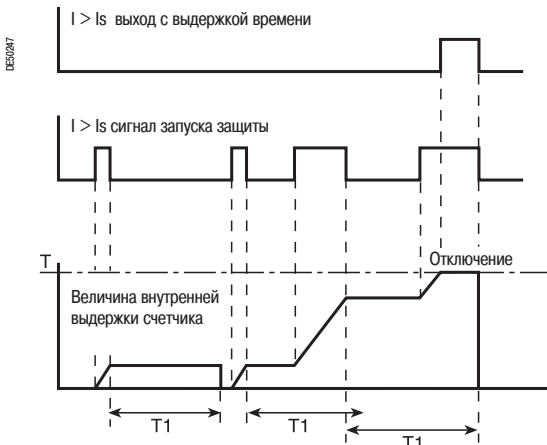 DE50247
I > Is выход с выдержкой времени
I > Is сигнал запуска защиты
T
Отключение
Величина внутренней
выдержки счетчика
T1
T1
T1